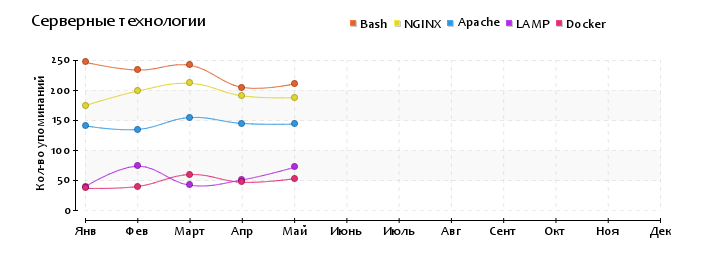 Серверные технологии
Bash NGINX Apache LAMP Docker
Кол-во упоминаний
250
200
150
100
50
0
Янв Фев Март Апр Май Июнь Июль Авг Сент Окт Ноя Дек